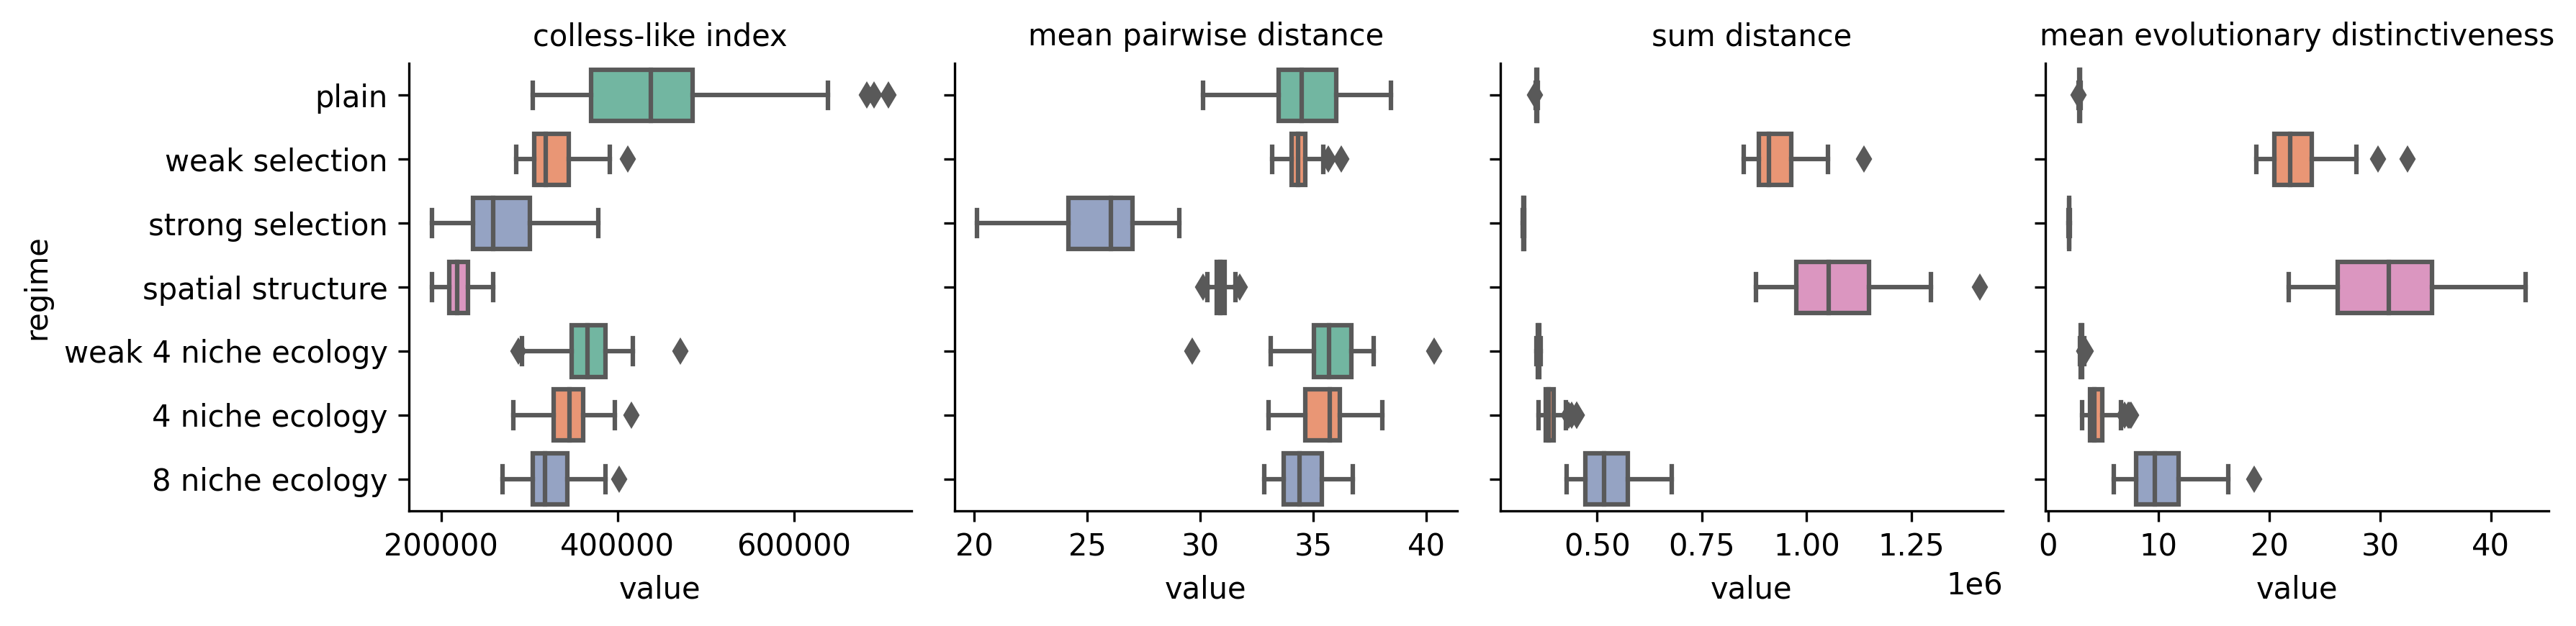 colless-like index
mean pairwise distance
sum distance
mean evolutionary distinctiveness
regime
plain
weak selection
strong selection
spatial structure
weak 4 niche ecology
4 niche ecology
8 niche ecology
200000 400000 600000
20 25 30 35 40
0.50 0.75 1.00 1.25
0 10 20 30 40
1e6
value
value
value
value